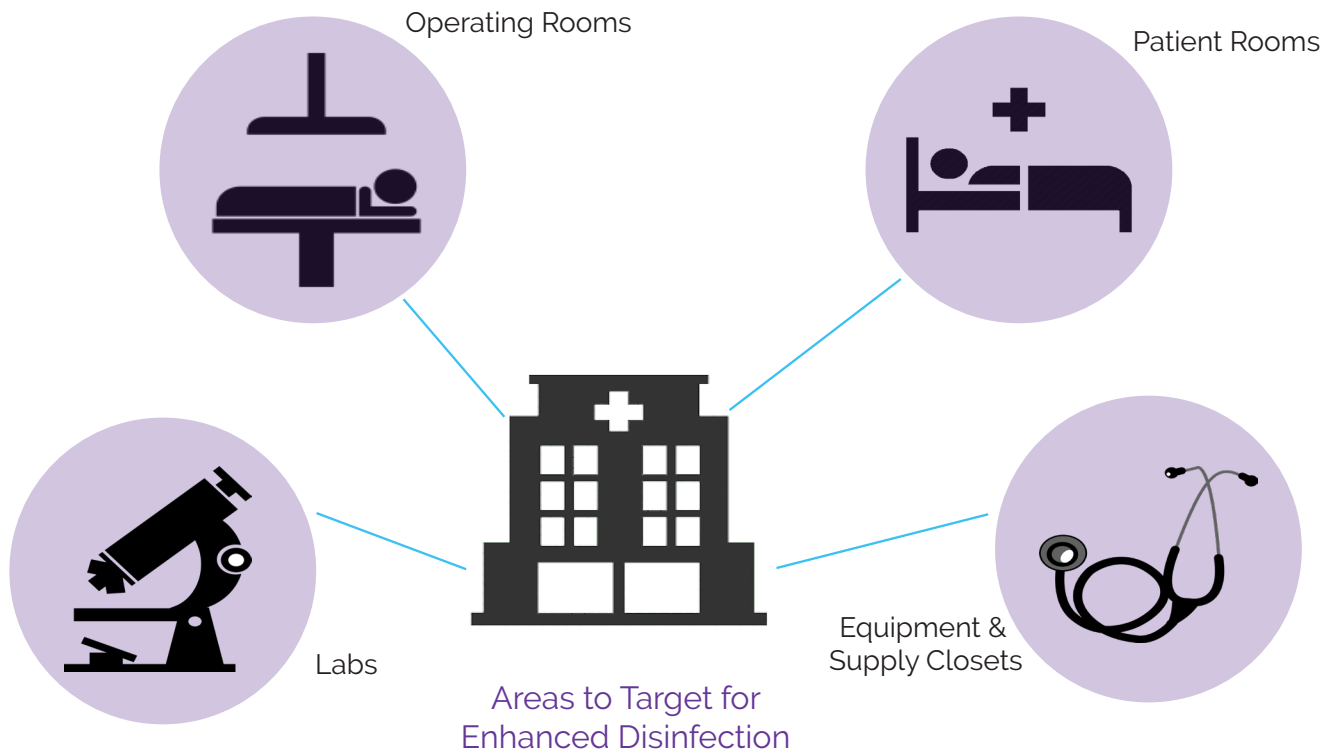 Operating Rooms
Patient Rooms
Labs
Equipment &
Supply Closets
Areas to Target for
Enhanced Disinfection